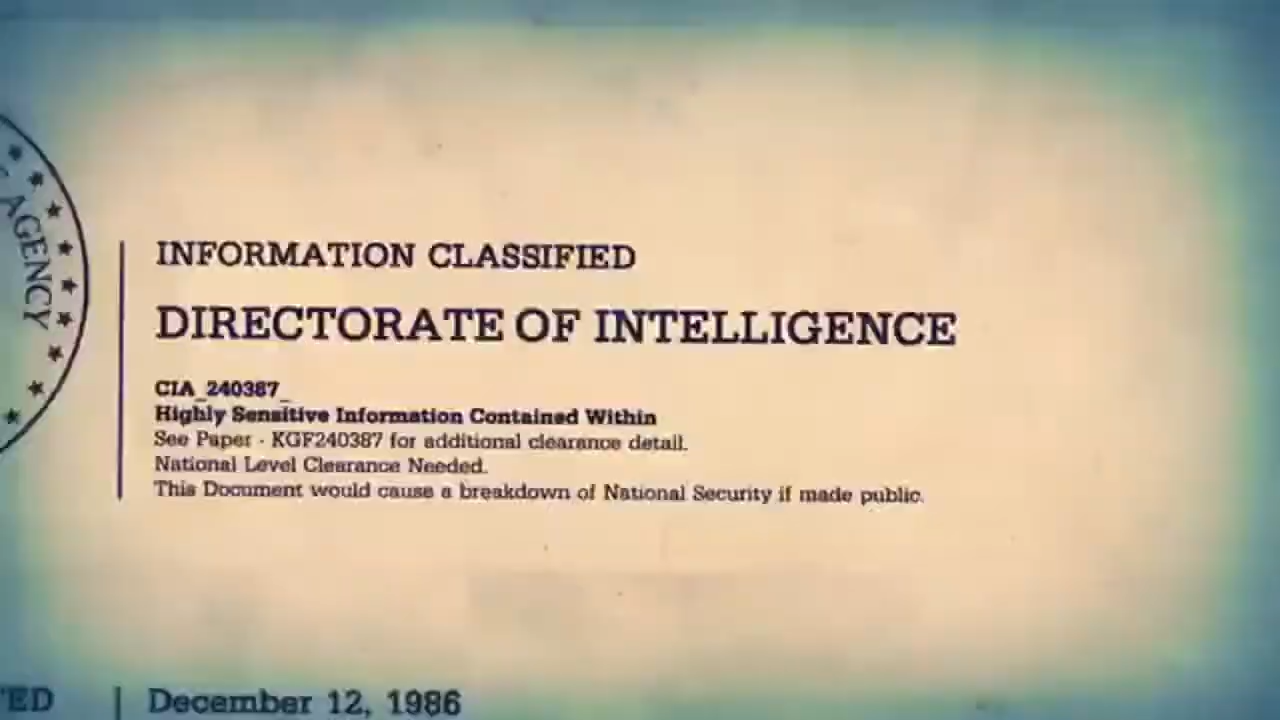 AGENCY
INFORMATION CLASSIFIED
DIRECTORATE OF INTELLIGENCE
CIA_240387_
Highly Sensitive Information Contained Within
See Paper - KGF240387 for additional clearance detail.
National Level Clearance Needed.
This Document would cause a breakdown of National Security if made public.
ED | December 12, 1986